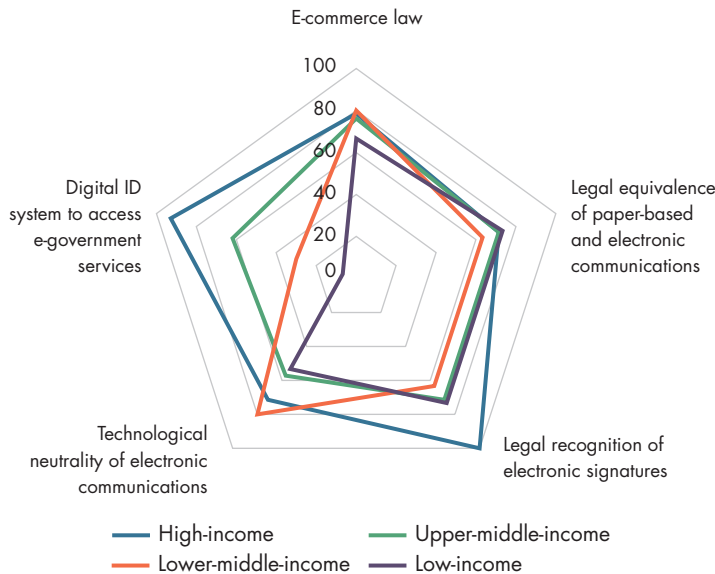 E-commerce law
100
80
60
40
20
0
Digital ID
system to access
e-government
services
Legal equivalence
of paper-based
and electronic
communications
Technological
neutrality of electronic
communications
Legal recognition of
electronic signatures
High-income
Upper-middle-income
Lower-middle-income
Low-income